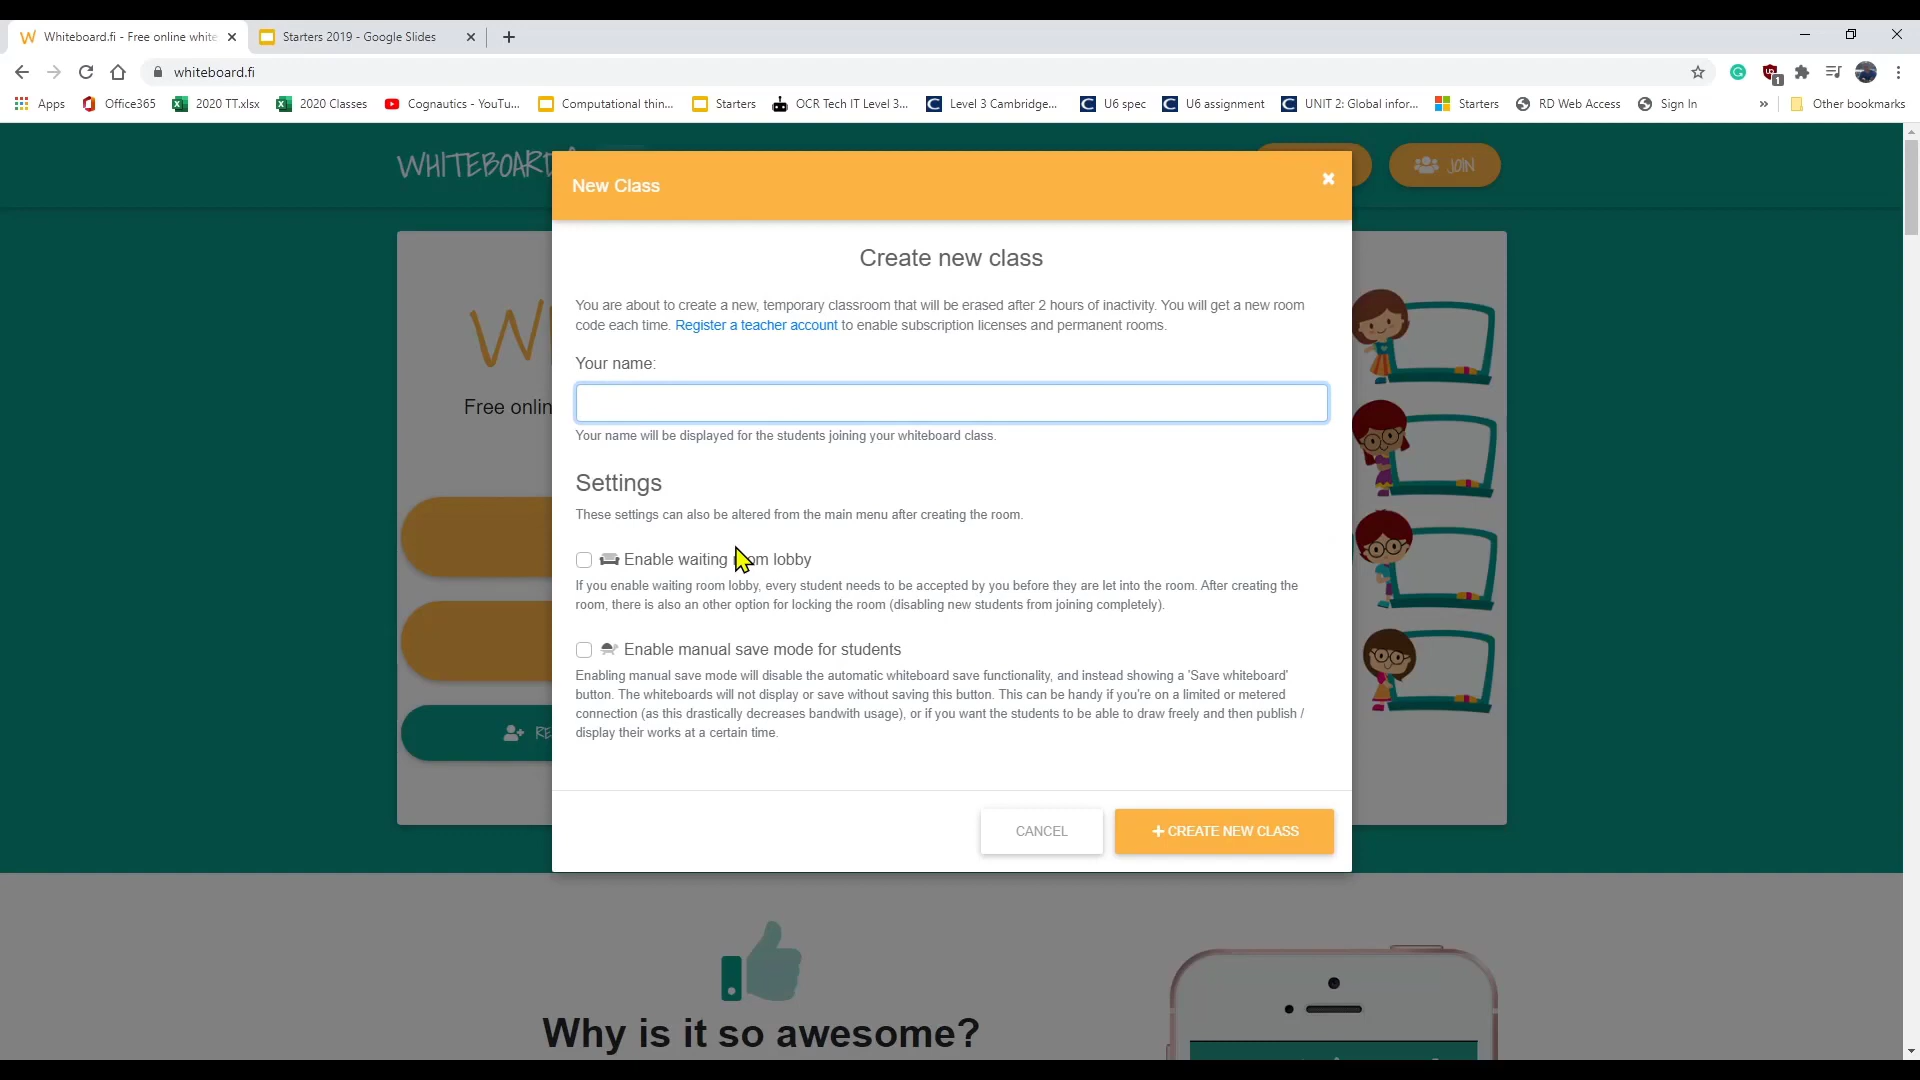 Whiteboard.fi - Free online white
Starters 2019 - Google Slides
whiteboard.fi
1
Apps
Office365
2020 TT.xlsx
2020 Classes
Cognautics - YouTu...
Computational thin...
Starters
OCR Tech IT Level 3...
Level 3 Cambridge...
U6 spec
U6 assignment
UNIT 2: Global infor...
Starters
RD Web Access
Sign In
Other bookmarks
WHITEBOARD
JOIN
New Class
Create new class
You are about to create a new, temporary classroom that will be erased after 2 hours of inactivity. You will get a new room
code each time. Register a teacher account to enable subscription licenses and permanent rooms.
Your name:
Free onlin
Your name will be displayed for the students joining your whiteboard class.
Settings
These settings can also be altered from the main menu after creating the room.
Enable waiting room lobby
If you enable waiting room lobby, every student needs to be accepted by you before they are let into the room. After creating the
room, there is also an other option for locking the room (disabling new students from joining completely).
Enable manual save mode for students
Enabling manual save mode will disable the automatic whiteboard save functionality, and instead showing a 'Save whiteboard'
button. The whiteboards will not display or save without saving this button. This can be handy if you're on a limited or metered
connection (as this drastically decreases bandwith usage), or if you want the students to be able to draw freely and then publish /
display their works at a certain time.
RE
CANCEL
+ CREATE NEW CLASS
Why is it so awesome?